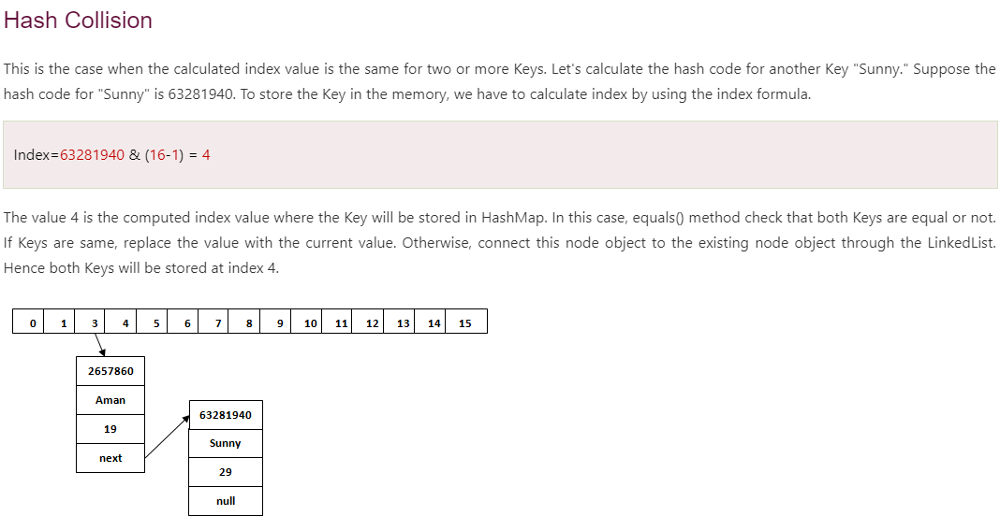 Hash Collision
This is the case when the calculated index value is the same for two or more Keys. Let's calculate the hash code for another Key "Sunny." Suppose the
hash code for "Sunny" is 63281940. To store the Key in the memory, we have to calculate index by using the index formula.
Index=63281940 & (16-1) = 4
The value 4 is the computed index value where the Key will be stored in HashMap. In this case, equals() method check that both Keys are equal or not.
If Keys are same, replace the value with the current value. Otherwise, connect this node object to the existing node object through the LinkedList.
Hence both Keys will be stored at index 4.
0 1 3 4 5 6 7 8 9 10 11 12 13 14 15
2657860
Aman
19
next
63281940
Sunny
29
null